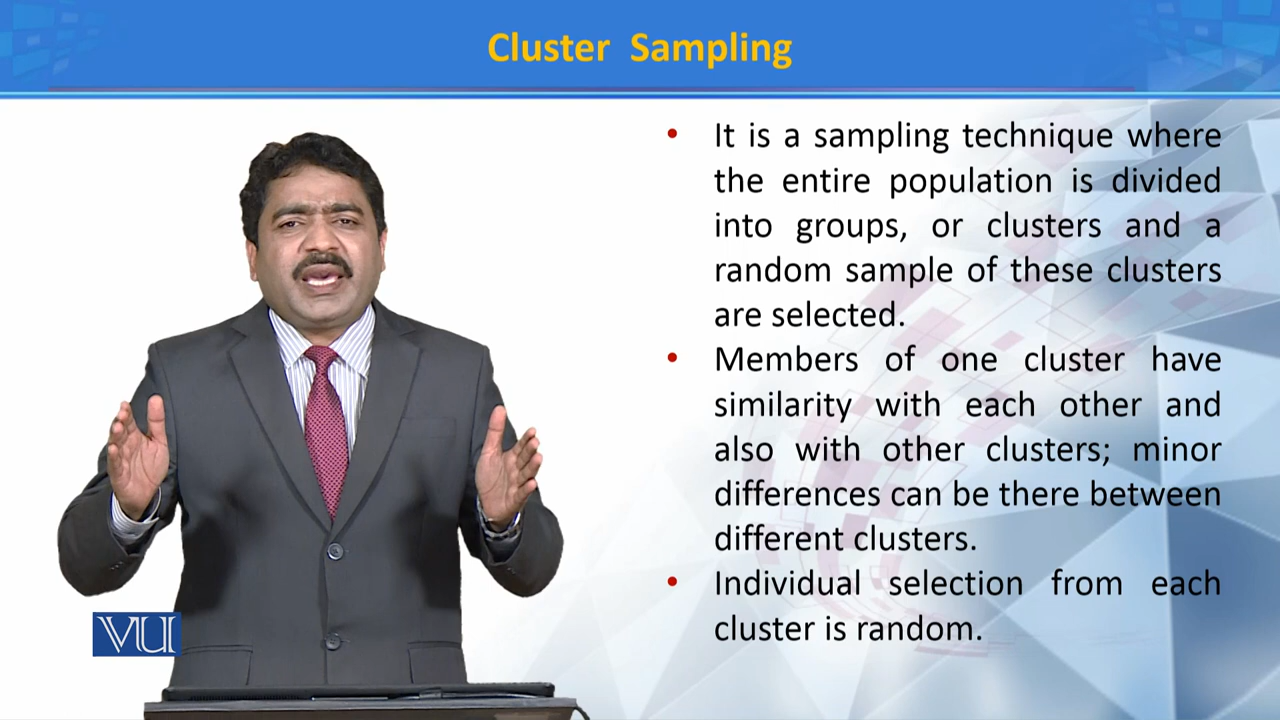 Cluster Sampling
• It is a sampling technique where
the entire population is divided
into groups, or clusters and a
random sample of these clusters
are selected.
• Members of one cluster have
similarity with each other and
also with other clusters; minor
differences can be there between
different clusters.
• Individual selection from each
cluster is random.
VU